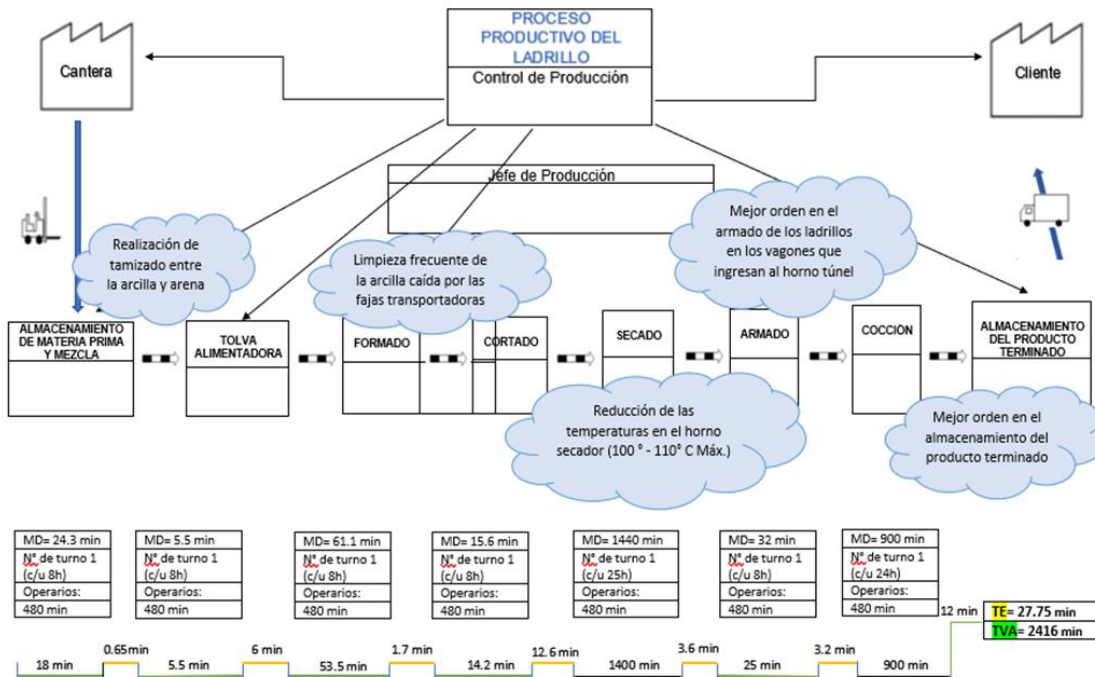 PROCESO
PRODUCTIVO DEL
LADRILLO
Control de Producción
Cantera
Cliente
Jefe de Producción
Realización de
tamizado entre
la arcilla y arena
Limpieza frecuente de
la arcilla caída por las
fajas transportadoras
Mejor orden en el
armado de los ladrillos
en los vagones que
ingresan al horno túnel
ALMACENAMIENTO
DE MATERIA PRIMA
Y MEZCLA
TOLVA
ALIMENTADORA
FORMADO
CORTADO
SECADO
ARMADO
COCCIÓN
ALMACENAMIENTO
DEL PRODUCTO
TERMINADO
Reducción de las
temperaturas en el horno
secador (100 ° - 110° C Máx.)
Mejor orden en el
almacenamiento del
producto terminado
MD= 24.3 min
N° de turno 1
(c/u 8h)
Operarios:
480 min
MD= 5.5 min
N° de turno 1
(c/u 8h)
Operarios:
480 min
MD= 61.1 min
N° de turno 1
(c/u 8h)
Operarios:
480 min
MD= 15.6 min
N° de turno 1
(c/u 8h)
Operarios:
480 min
MD= 1440 min
N° de turno 1
(c/u 25h)
Operarios:
480 min
MD= 32 min
N° de turno 1
(c/u 8h)
Operarios:
480 min
MD= 900 min
N° de turno 1
(c/u 24h)
Operarios:
480 min
12 min
TE= 27.75 min
TVA= 2416 min
18 min
0.65min
5.5 min
6 min
53.5 min
1.7 min
14.2 min
12.6 min
1400 min
3.6 min
25 min
3.2 min
900 min